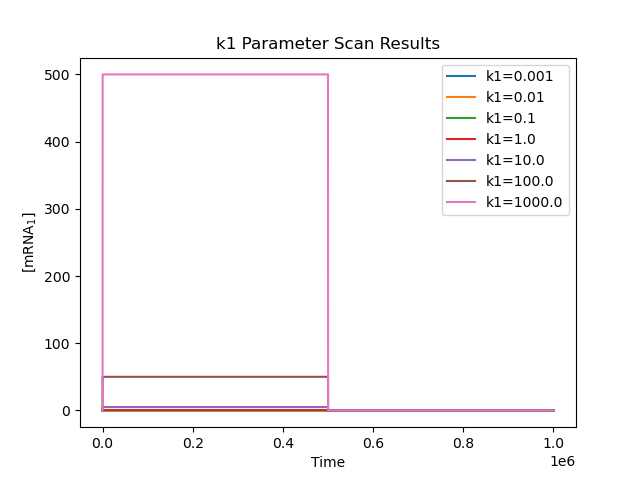 k1 Parameter Scan Results
500
400
300
200
100
0
[mRNA₁]
k1=0.001
k1=0.01
k1=0.1
k1=1.0
k1=10.0
k1=100.0
k1=1000.0
0.0 0.2 0.4 0.6 0.8 1.0
1e6
Time